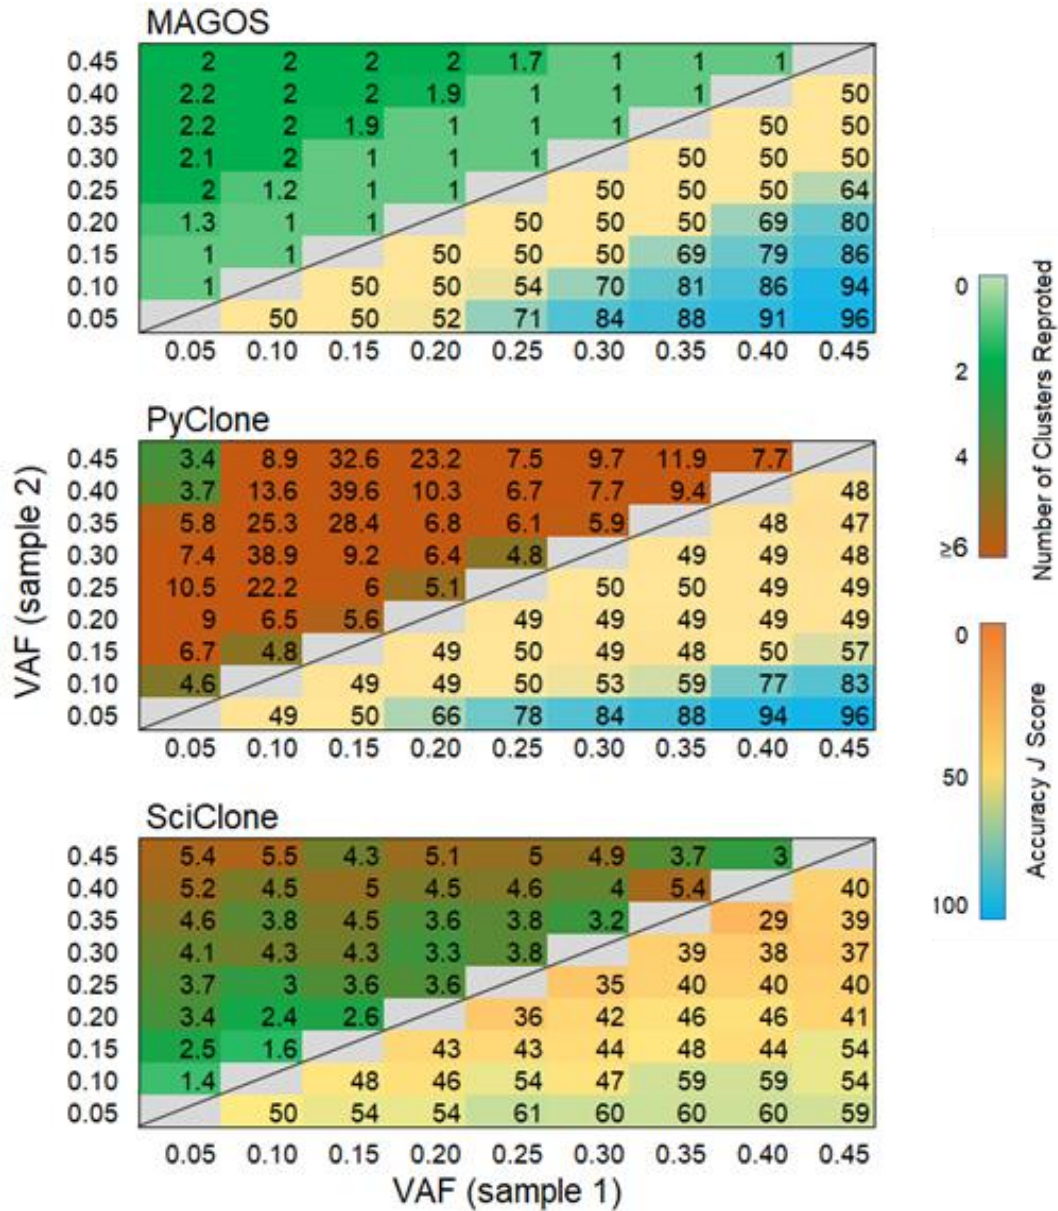 MAGOS
0.45 2 2 2 2 1.7 1 1 1
0.40 2.2 2 2 1.9 1 1 1 50
0.35 2.2 2 1.9 1 1 1 50 50
0.30 2.1 2 1 1 1 50 50 50
0.25 2 1.2 1 1 50 50 50 64
0.20 1.3 1 1 50 50 50 69 80
0.15 1 1 50 50 50 69 79 86
0.10 1 50 50 54 70 81 86 94
0.05 50 50 52 71 84 88 91 96
0.05 0.10 0.15 0.20 0.25 0.30 0.35 0.40 0.45
PyClone
0.45 3.4 8.9 32.6 23.2 7.5 9.7 11.9 7.7
0.40 3.7 13.6 39.6 10.3 6.7 7.7 9.4 48
0.35 5.8 25.3 28.4 6.8 6.1 5.9 48 47
0.30 7.4 38.9 9.2 6.4 4.8 49 49 48
0.25 10.5 22.2 6 5.1 50 50 49 49
0.20 9 6.5 5.6 49 49 49 49 49
0.15 6.7 4.8 49 50 49 48 50 57
0.10 4.6 49 49 50 53 59 77 83
0.05 49 50 66 78 84 88 94 96
0.05 0.10 0.15 0.20 0.25 0.30 0.35 0.40 0.45
SciClone
0.45 5.4 5.5 4.3 5.1 5 4.9 3.7 3
0.40 5.2 4.5 5 4.5 4.6 4 5.4 40
0.35 4.6 3.8 4.5 3.6 3.8 3.2 29 39
0.30 4.1 4.3 4.3 3.3 3.8 39 38 37
0.25 3.7 3 3.6 3.6 35 40 40 40
0.20 3.4 2.4 2.6 36 42 46 46 41
0.15 2.5 1.6 43 43 44 48 44 54
0.10 1.4 48 46 54 47 59 59 54
0.05 50 54 54 61 60 60 60 59
0.05 0.10 0.15 0.20 0.25 0.30 0.35 0.40 0.45
VAF (sample 1)
VAF (sample 2)
0
2
4
≥6
Number of Clusters Reproted
0
50
100
Accuracy J Score